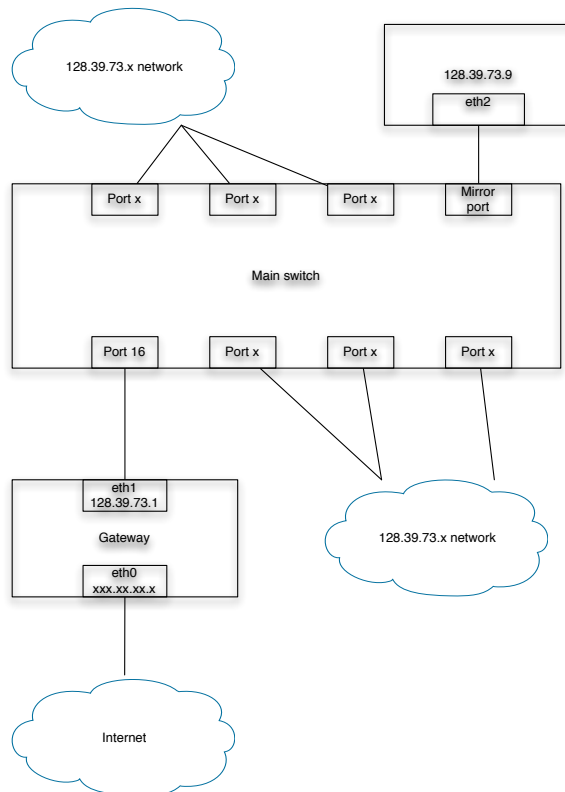 128.39.73.x network
128.39.73.9
eth2
Port x
Port x
Port x
Mirror
port
Main switch
Port 16
Port x
Port x
Port x
eth1
128.39.73.1
Gateway
eth0
xxx.xx.xx.x
128.39.73.x network
Internet